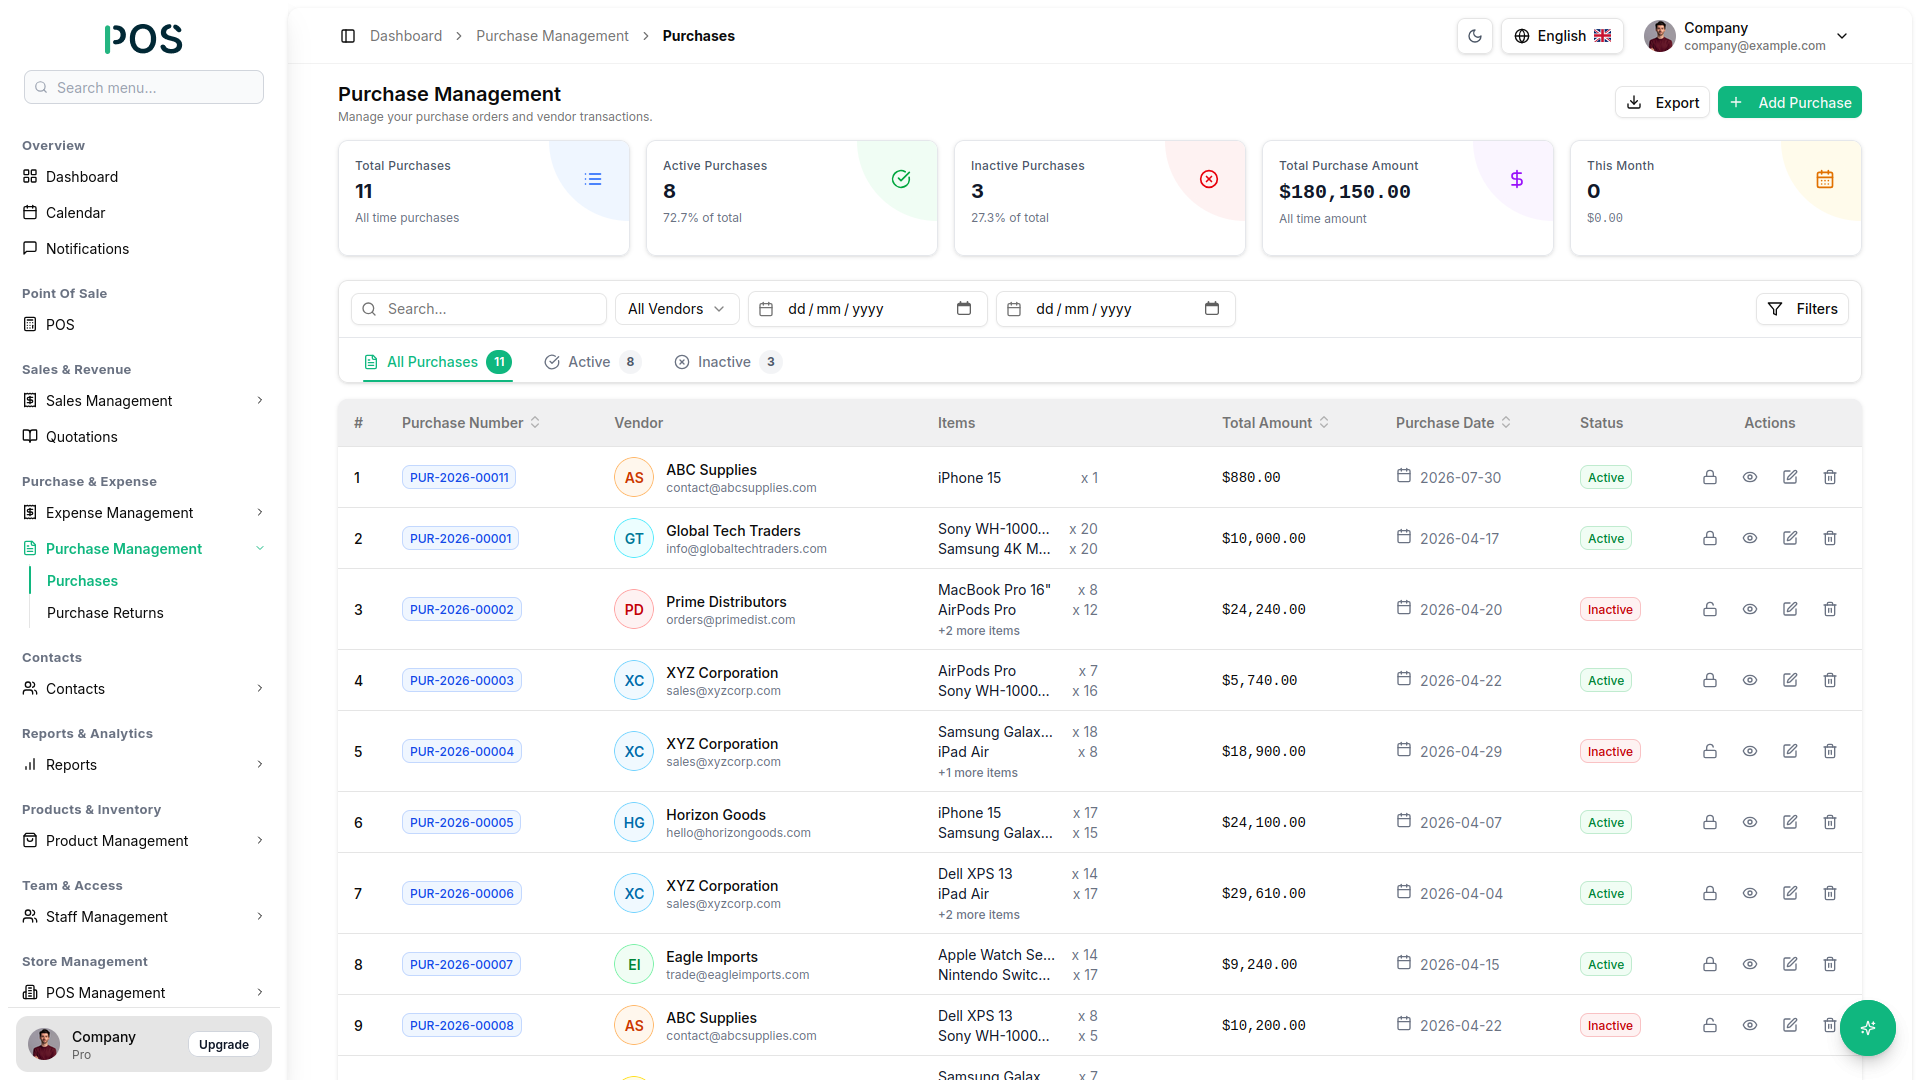 POS
Search menu...
Overview
Dashboard
Calendar
Notifications
Point Of Sale
POS
Sales & Revenue
Sales Management
Quotations
Purchase & Expense
Expense Management
Purchase Management
Purchases
Purchase Returns
Contacts
Contacts
Reports & Analytics
Reports
Products & Inventory
Product Management
Team & Access
Staff Management
Store Management
POS Management
Company
Pro
Upgrade
Dashboard
Purchase Management
Purchases
English
Company
company@example.com
Purchase Management
Manage your purchase orders and vendor transactions.
Export
Add Purchase
Total Purchases
11
All time purchases
Active Purchases
8
72.7% of total
Inactive Purchases
3
27.3% of total
Total Purchase Amount
$180,150.00
All time amount
This Month
0
$0.00
Search...
All Vendors
dd/mm/yyyy
dd/mm/yyyy
Filters
All Purchases 11
Active 8
Inactive 3
# Purchase Number Vendor Items Total Amount Purchase Date Status Actions
1 PUR-2026-00011 ABC Supplies iPhone 15 x 1 $880.00 2026-07-30 Active
contact@abcsupplies.com
2 PUR-2026-00001 Global Tech Traders Sony WH-1000... x 20 $10,000.00 2026-04-17 Active
info@globaltechtraders.com Samsung 4K M... x 20
3 PUR-2026-00002 Prime Distributors MacBook Pro 16" x 8 $24,240.00 2026-04-20 Inactive
orders@primedist.com AirPods Pro x 12
+2 more items
4 PUR-2026-00003 XYZ Corporation AirPods Pro x 7 $5,740.00 2026-04-22 Active
sales@xyzcorp.com Sony WH-1000... x 16
5 PUR-2026-00004 XYZ Corporation Samsung Galax... x 18 $18,900.00 2026-04-29 Inactive
sales@xyzcorp.com iPad Air x 8
+1 more items
6 PUR-2026-00005 Horizon Goods iPhone 15 x 17 $24,100.00 2026-04-07 Active
hello@horizongoods.com Samsung Galax... x 15
7 PUR-2026-00006 XYZ Corporation Dell XPS 13 x 14 $29,610.00 2026-04-04 Active
sales@xyzcorp.com iPad Air x 17
+2 more items
8 PUR-2026-00007 Eagle Imports Apple Watch Se... x 14 $9,240.00 2026-04-15 Active
trade@eagleimports.com Nintendo Switc... x 17
9 PUR-2026-00008 ABC Supplies Dell XPS 13 x 8 $10,200.00 2026-04-22 Inactive
contact@abcsupplies.com Sony WH-1000... x 5
Samsung Galax... x 7
AS
GT
PD
XC
XC
HG
XC
EI
AS